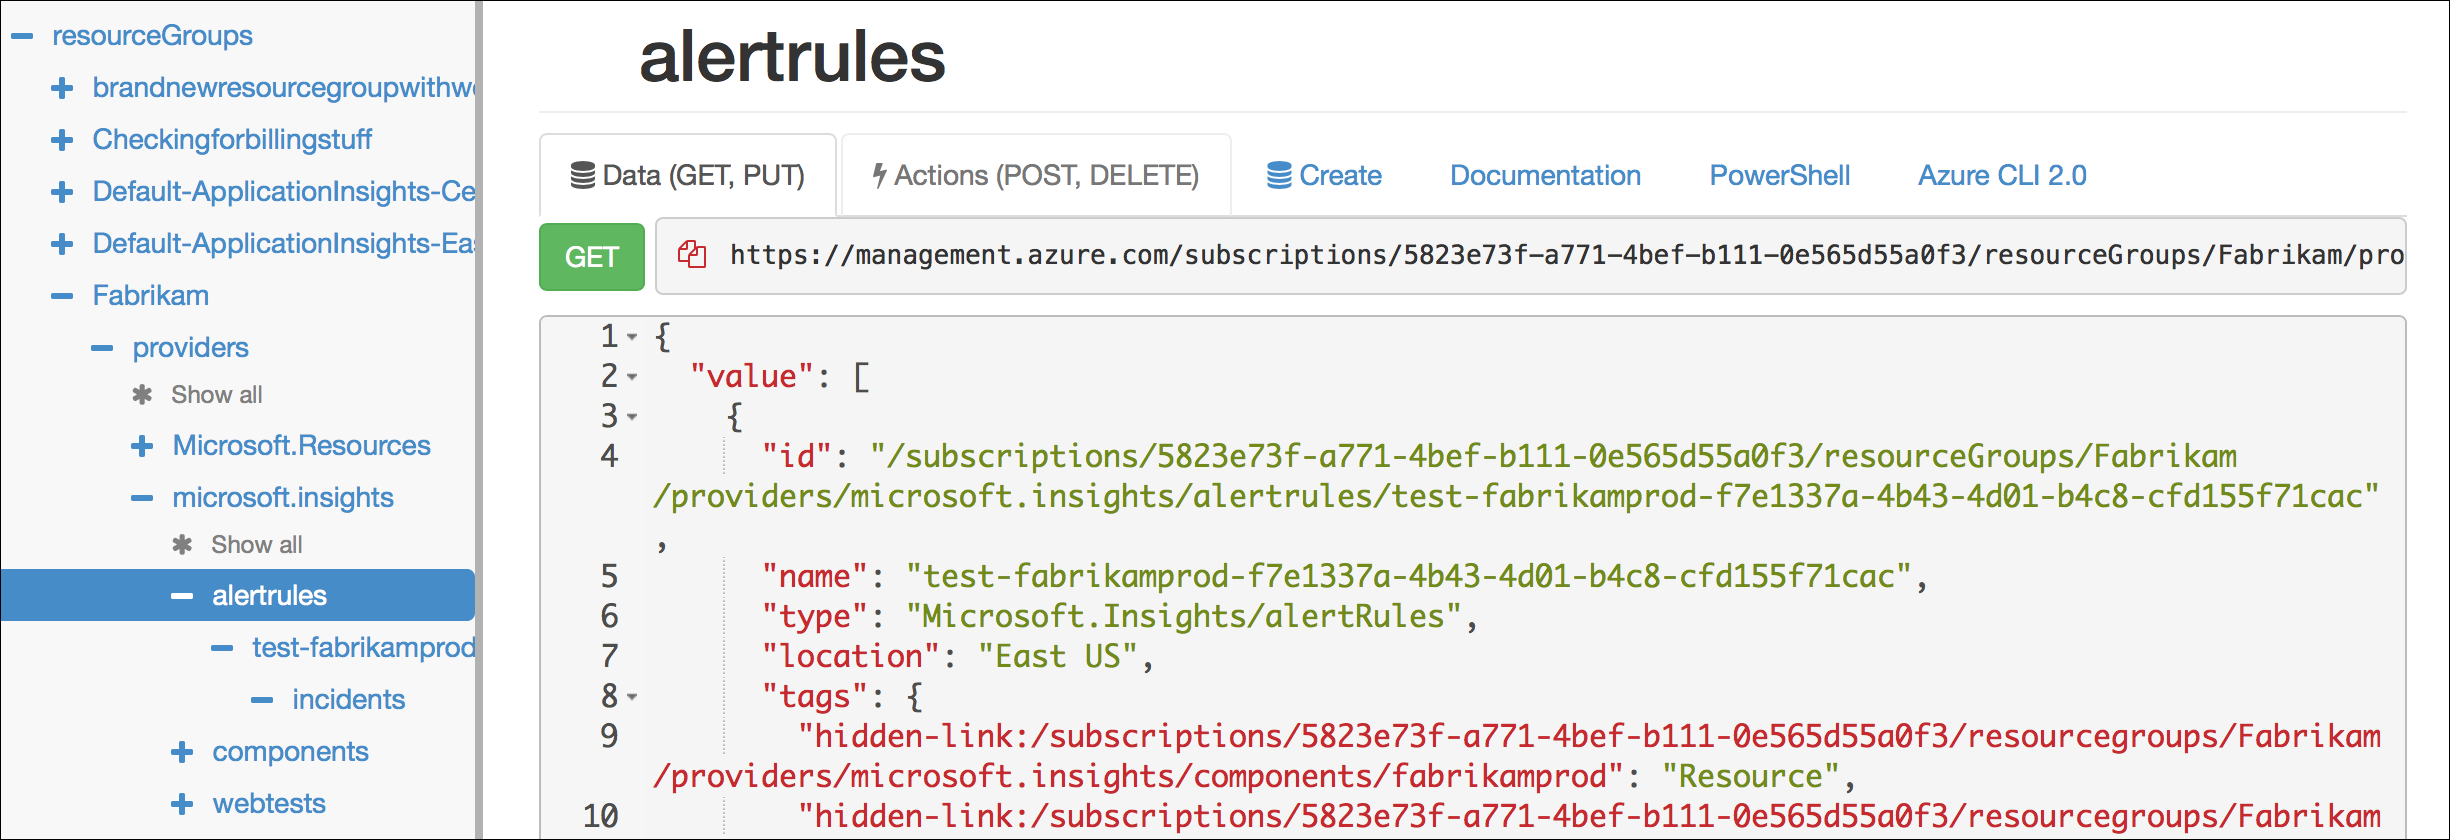 resourceGroups
brandnewresourcegroupwithw
Checkingforbillingstuff
Default-ApplicationInsights-Ce
Default-ApplicationInsights-Eas
Fabrikam
providers
Show all
Microsoft.Resources
microsoft.insights
Show all
alertrules
test-fabrikamprod
incidents
components
webtests
alertrules
Data (GET, PUT)
Actions (POST, DELETE)
Create
Documentation
PowerShell
Azure CLI 2.0
GET
https://management.azure.com/subscriptions/5823e73f-a771-4bef-b111-0e565d55a0f3/resourceGroups/Fabrikam/pro
1 {
2 "value": [
3 {
4 "id": "/subscriptions/5823e73f-a771-4bef-b111-0e565d55a0f3/resourceGroups/Fabrikam
/providers/microsoft.insights/alertrules/test-fabrikamprod-f7e1337a-4b43-4d01-b4c8-cfd155f71cac"
,
5 "name": "test-fabrikamprod-f7e1337a-4b43-4d01-b4c8-cfd155f71cac",
6 "type": "Microsoft.Insights/alertRules",
7 "location": "East US",
8 "tags": {
9 "hidden-link:/subscriptions/5823e73f-a771-4bef-b111-0e565d55a0f3/resourcegroups/Fabrikam
/providers/microsoft.insights/components/fabrikamprod": "Resource",
10 "hidden-link:/subscriptions/5823e73f-a771-4bef-b111-0e565d55a0f3/resourcegroups/Fabrikam